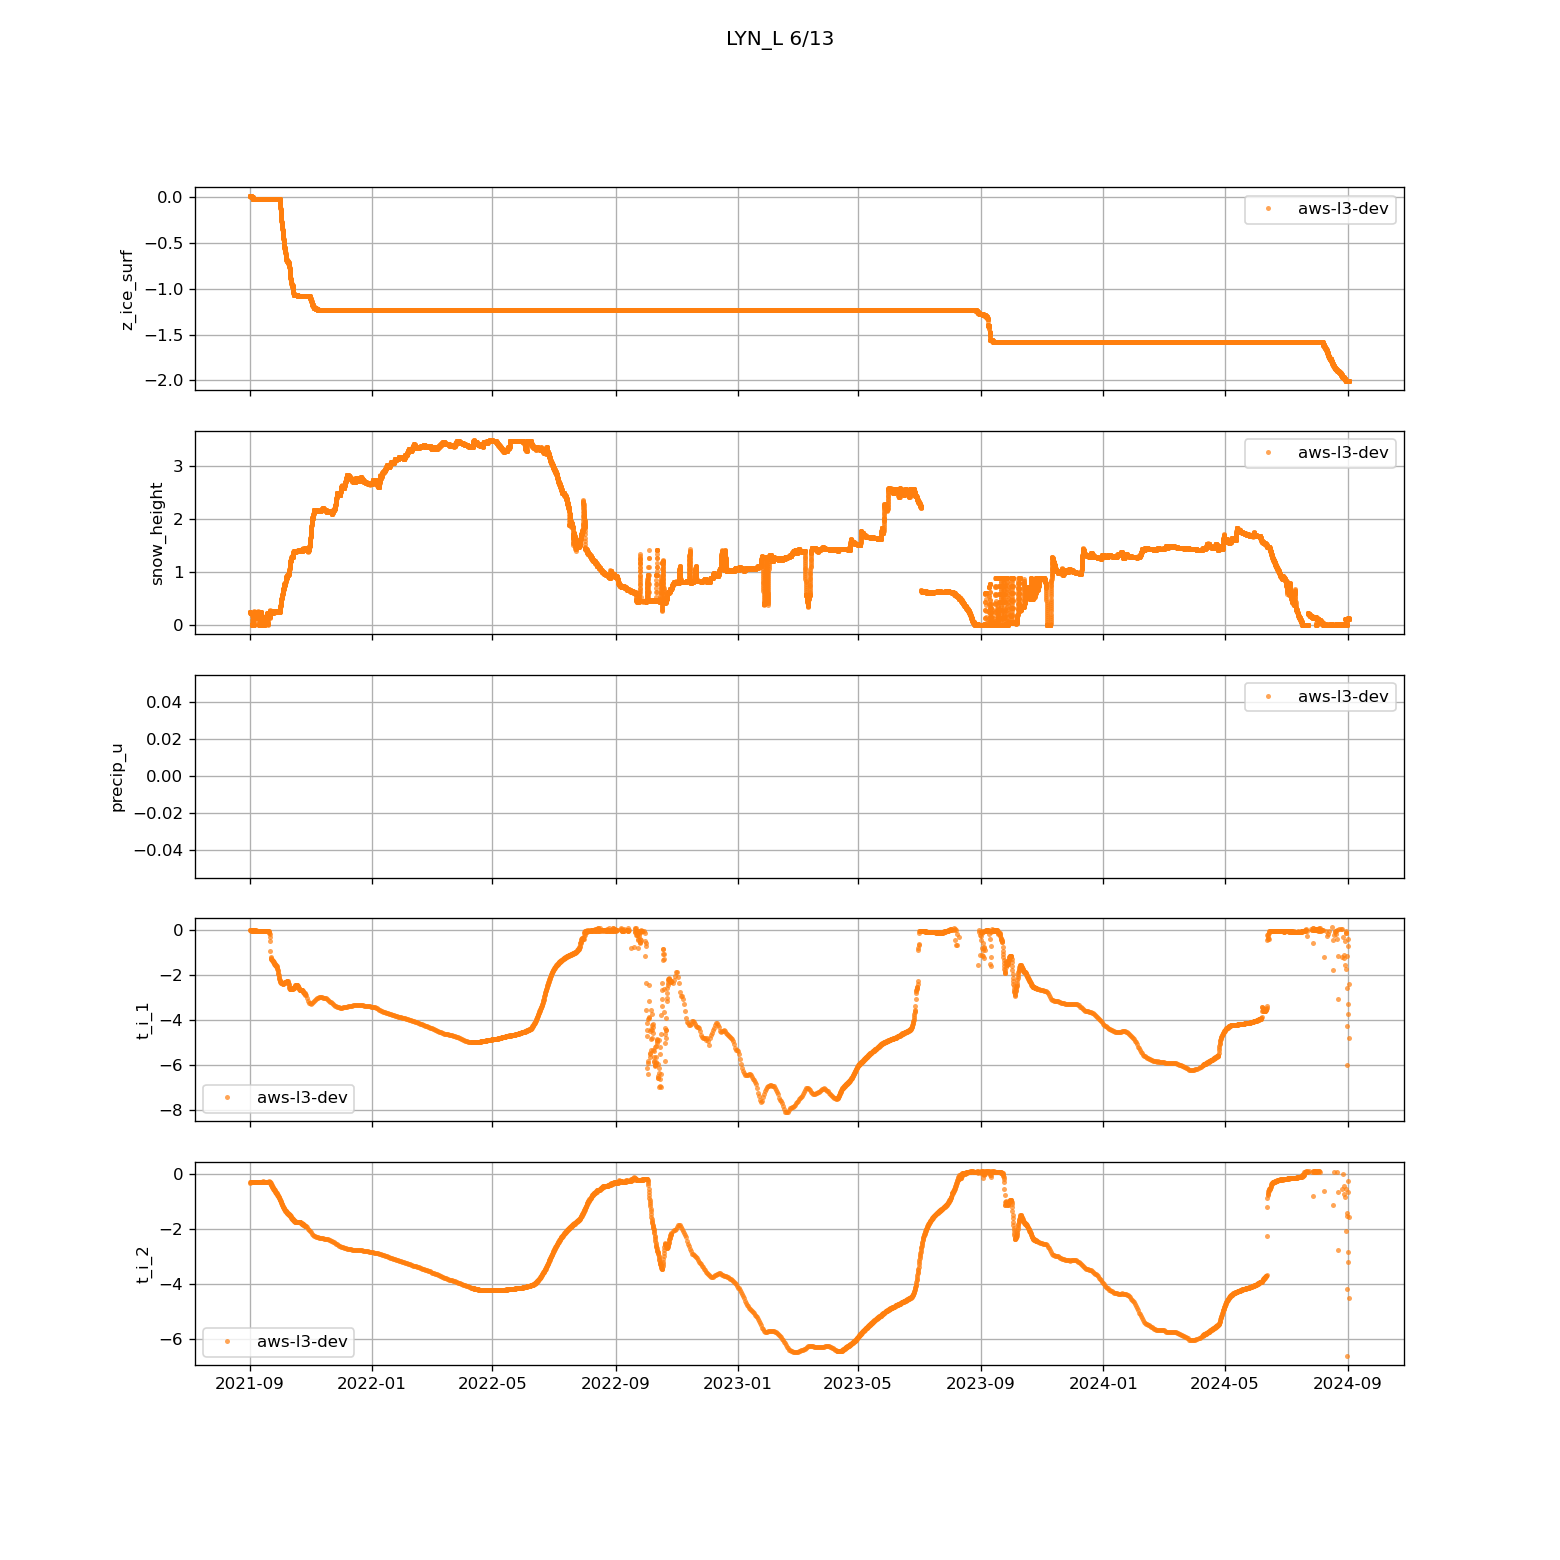 LYN_L 6/13
0.0
−0.5
−1.0
−1.5
−2.0
z_ice_surf
aws-l3-dev
3
2
1
0
snow_height
aws-l3-dev
0.04
0.02
0.00
−0.02
−0.04
precip_u
aws-l3-dev
0
−2
−4
−6
−8
t_i_1
aws-l3-dev
0
−2
−4
−6
t_i_2
aws-l3-dev
2021-09 2022-01 2022-05 2022-09 2023-01 2023-05 2023-09 2024-01 2024-05 2024-09